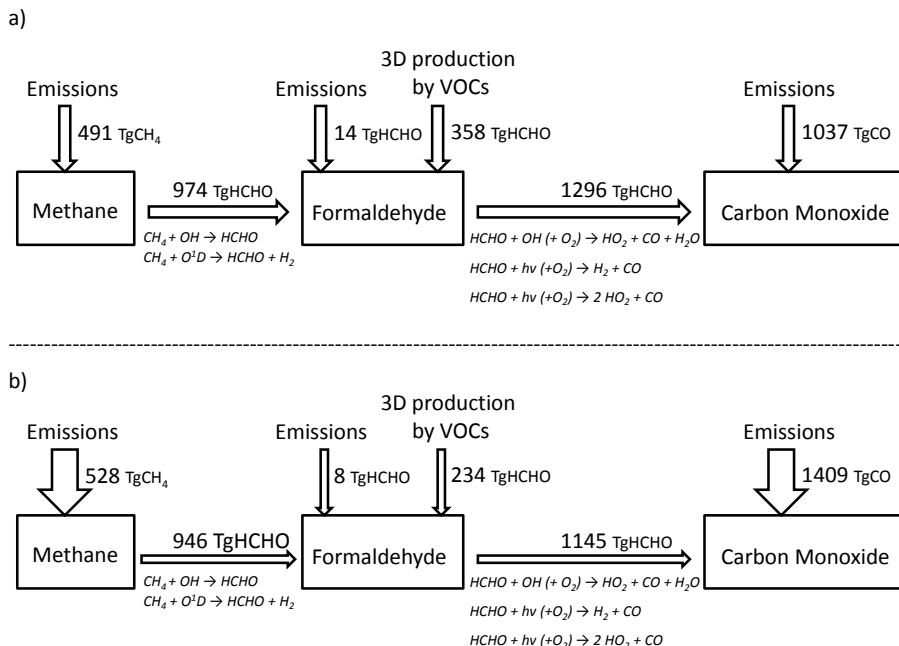 a)
3D production
by VOCs
Emissions
Emissions
Emissions
491 TgCH₄
14 TgHCHO
358 TgHCHO
1037 TgCO
Methane
974 TgHCHO
Formaldehyde
1296 TgHCHO
Carbon Monoxide
CH₄ + OH → HCHO
CH₄ + O¹D → HCHO + H₂
HCHO + OH (+ O₂) → HO₂ + CO + H₂O
HCHO + hν (+O₂) → H₂ + CO
HCHO + hν (+O₂) → 2 HO₂ + CO
b)
3D production
by VOCs
Emissions
Emissions
Emissions
528 TgCH₄
8 TgHCHO
234 TgHCHO
1409 TgCO
Methane
946 TgHCHO
Formaldehyde
1145 TgHCHO
Carbon Monoxide
CH₄ + OH → HCHO
CH₄ + O¹D → HCHO + H₂
HCHO + OH (+ O₂) → HO₂ + CO + H₂O
HCHO + hν (+O₂) → H₂ + CO
HCHO + hν (+O₂) → 2 HO₂ + CO